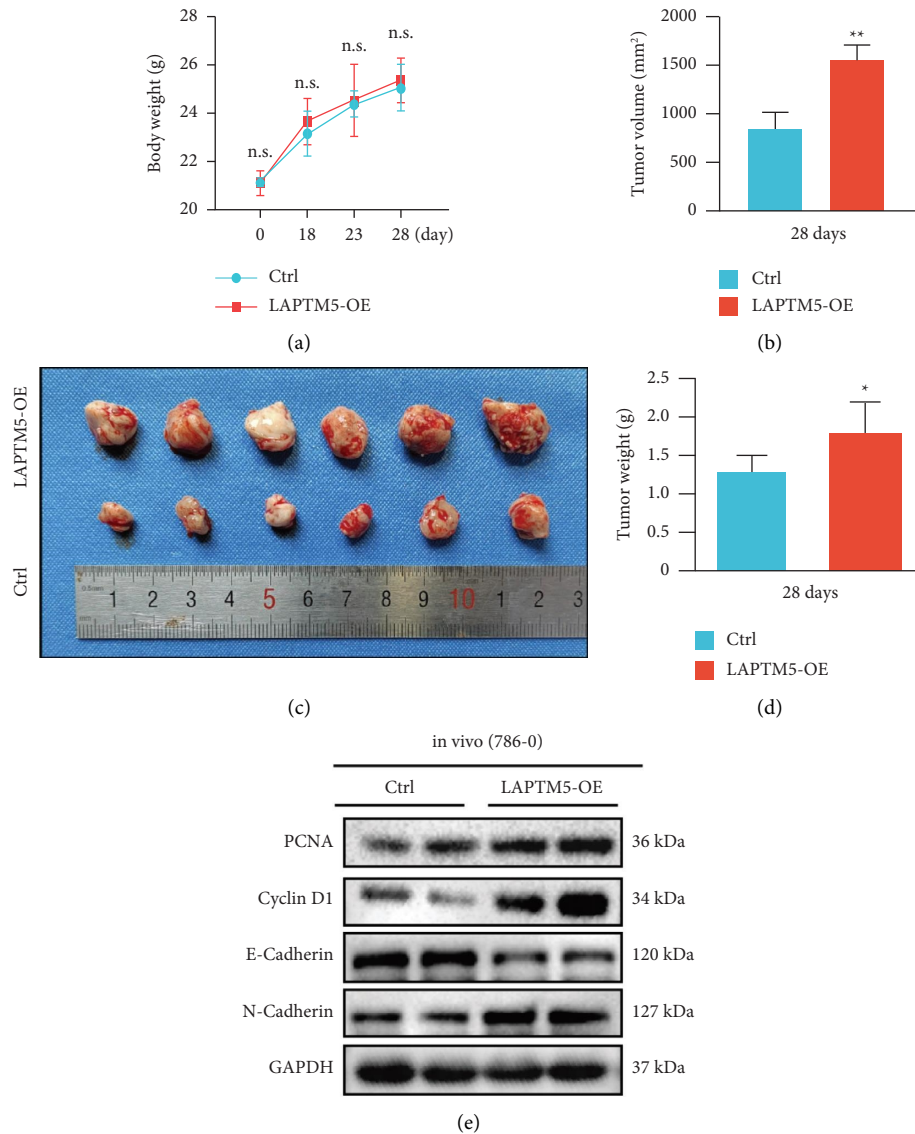 28
26
24
22
20
Body weight (g)
n.s.
n.s.
n.s.
n.s.
0 18 23 28 (day)
Ctrl
LAPTM5-OE
(a)
2000
1500
1000
500
0
Tumor volume (mm²)
**
28 days
Ctrl
LAPTM5-OE
(b)
LAPTM5-OE
Ctrl
0.5mm
1 2 3 4 5 6 7 8 9 10 1 2 3
(c)
2.5
2.0
1.5
1.0
0.5
0
Tumor weight (g)
*
28 days
Ctrl
LAPTM5-OE
(d)
in vivo (786-0)
Ctrl LAPTM5-OE
PCNA 36 kDa
Cyclin D1 34 kDa
E-Cadherin 120 kDa
N-Cadherin 127 kDa
GAPDH 37 kDa
(e)